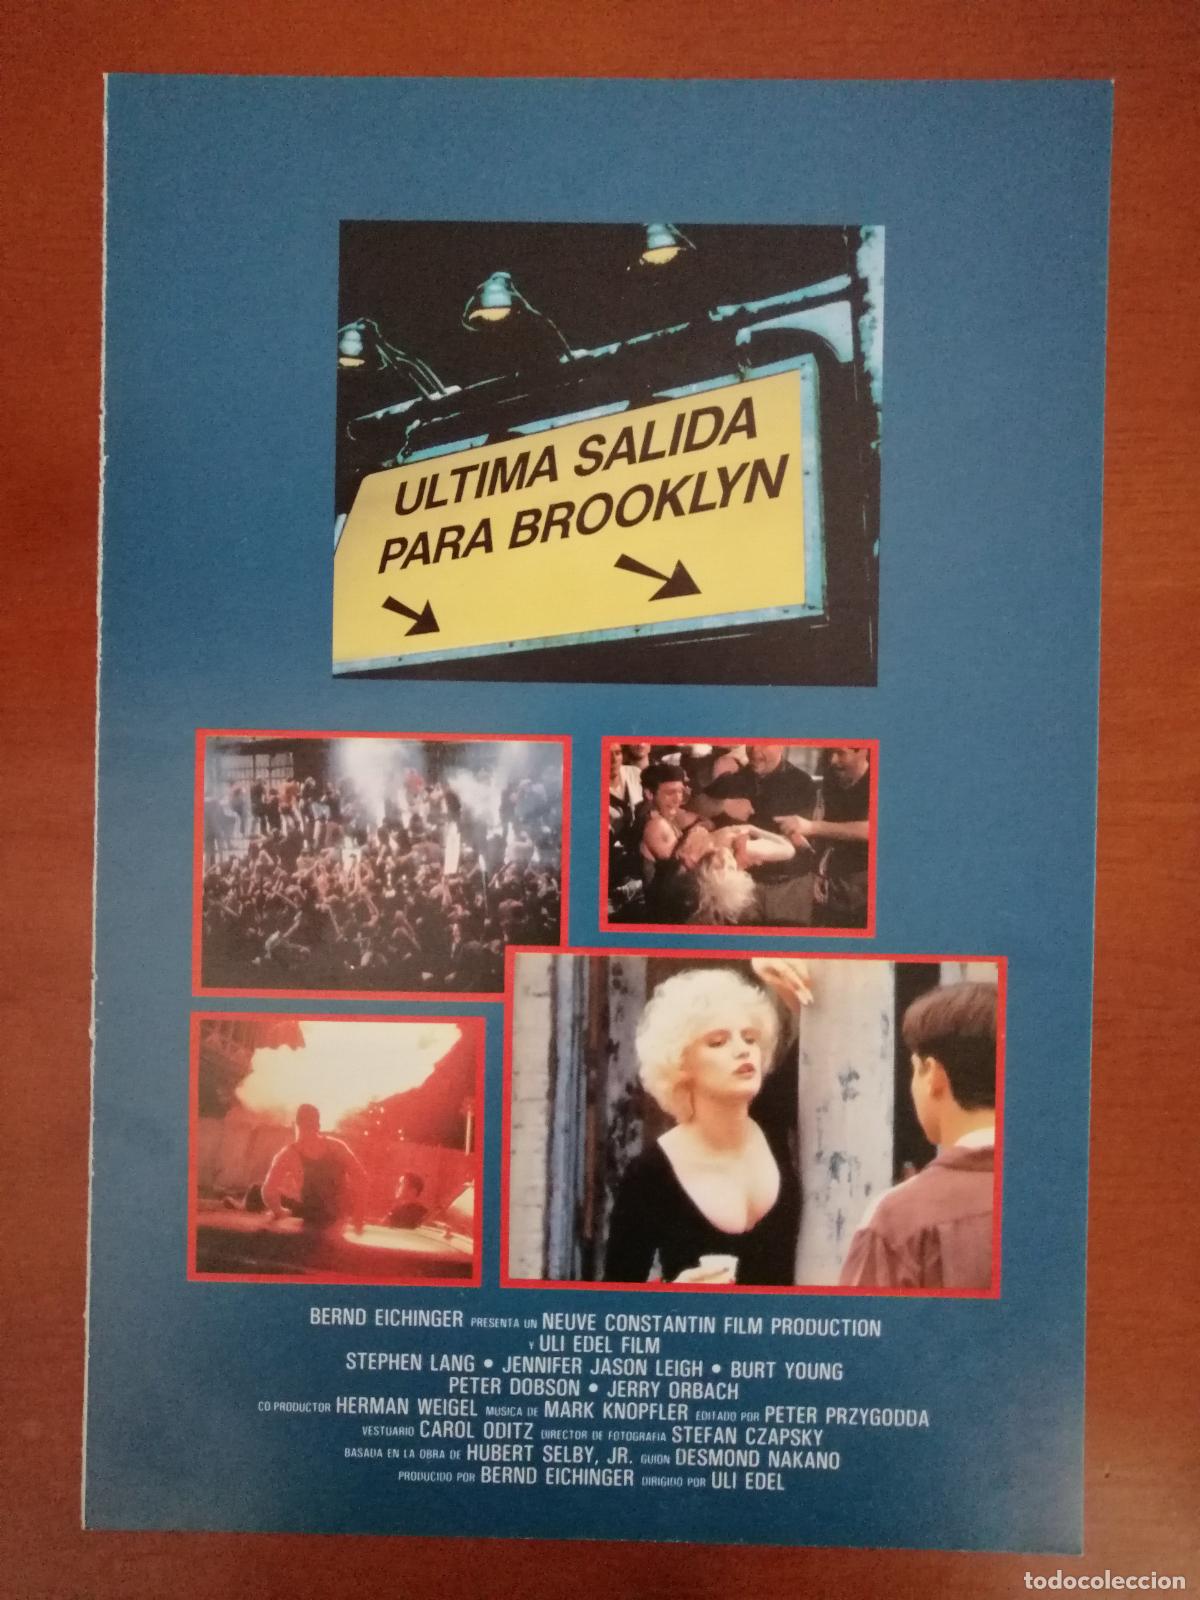 ULTIMA SALIDA
PARA BROOKLYN
BERND EICHINGER PRESENTA UN NEUVE CONSTANTIN FILM PRODUCTION
Y ULI EDEL FILM
STEPHEN LANG • JENNIFER JASON LEIGH • BURT YOUNG
PETER DOBSON • JERRY ORBACH
CO PRODUCTOR HERMAN WEIGEL MUSICA DE MARK KNOPFLER EDITADO POR PETER PRZYGODDA
VESTUARIO CAROL ODITZ DIRECTOR DE FOTOGRAFIA STEFAN CZAPSKY
BASADA EN LA OBRA DE HUBERT SELBY, JR. GUION DESMOND NAKANO
PRODUCIDO POR BERND EICHINGER DIRIGIDO POR ULI EDEL
todocoleccion